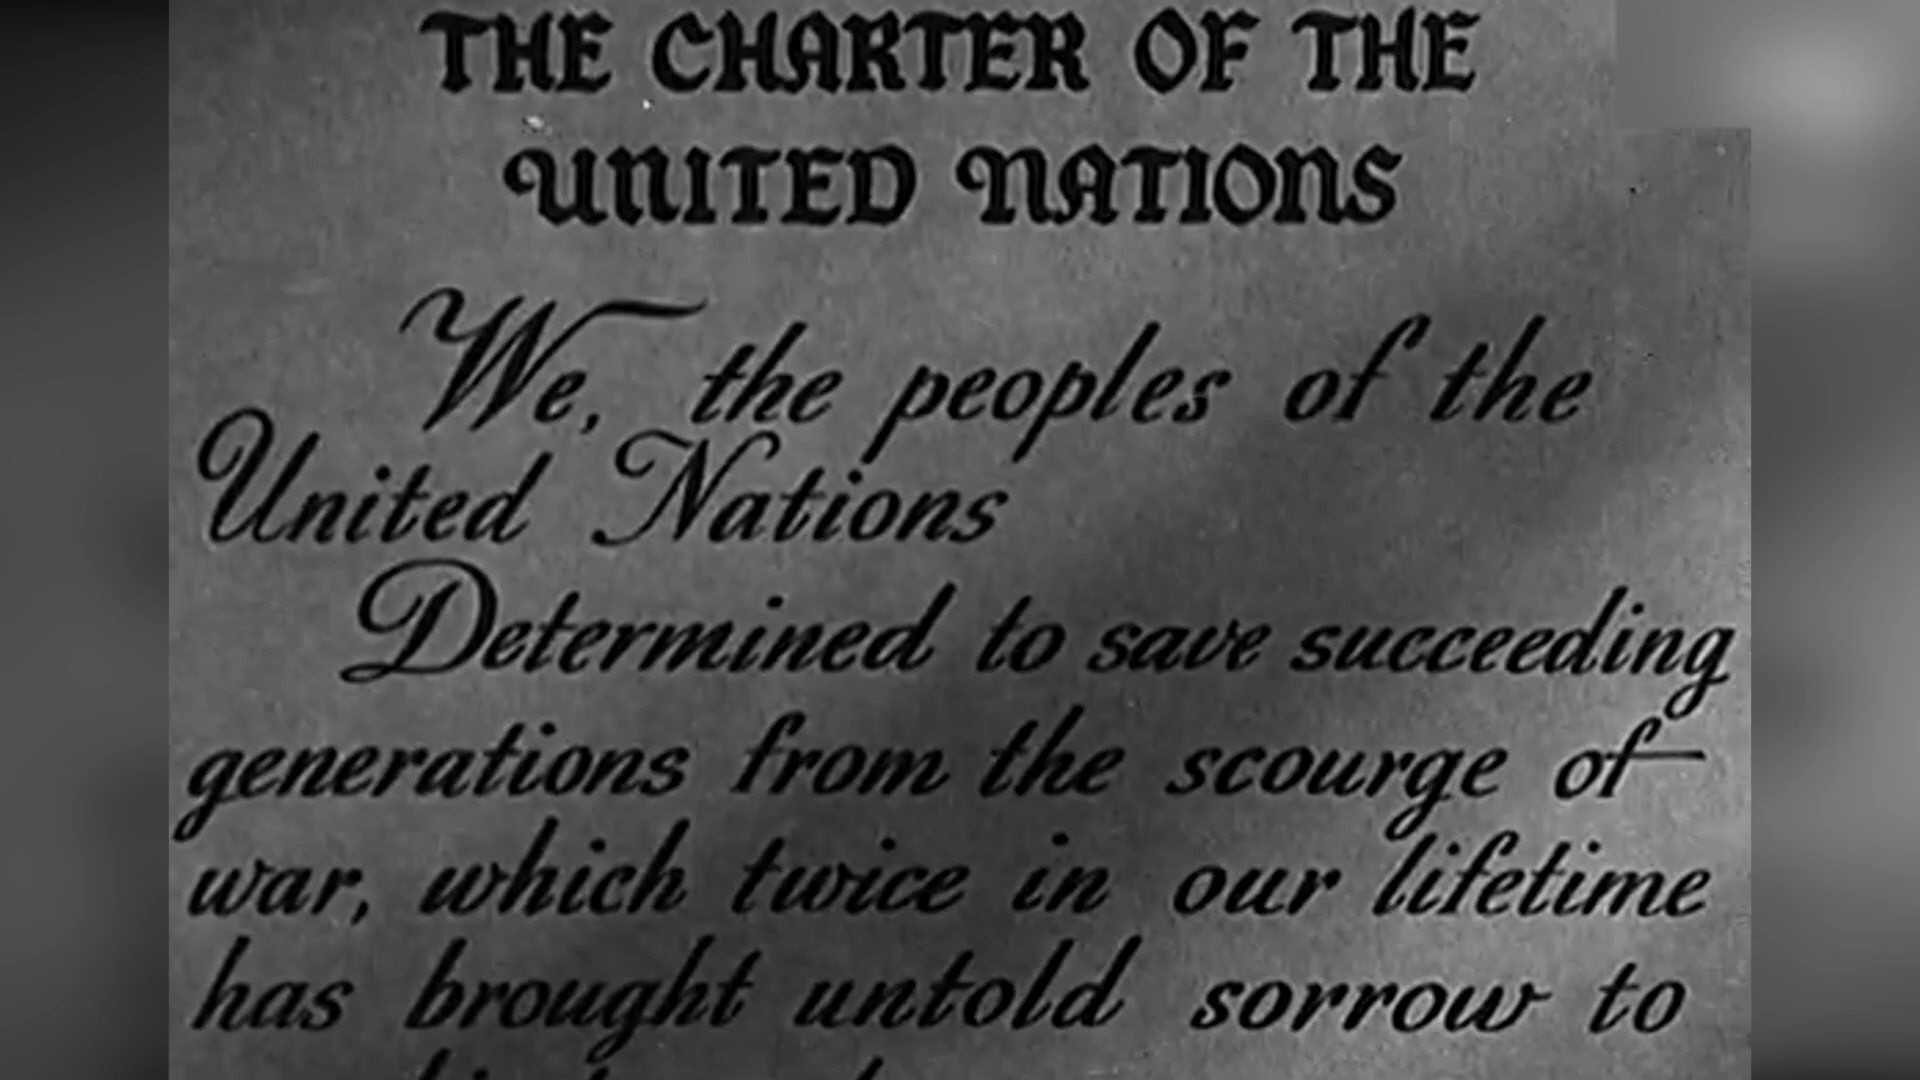 THE CHARTER OF THE
UNITED NATIONS
We, the peoples of the
United Nations
Determined to save succeeding
generations from the scourge of
war, which twice in our lifetime
has brought untold sorrow to